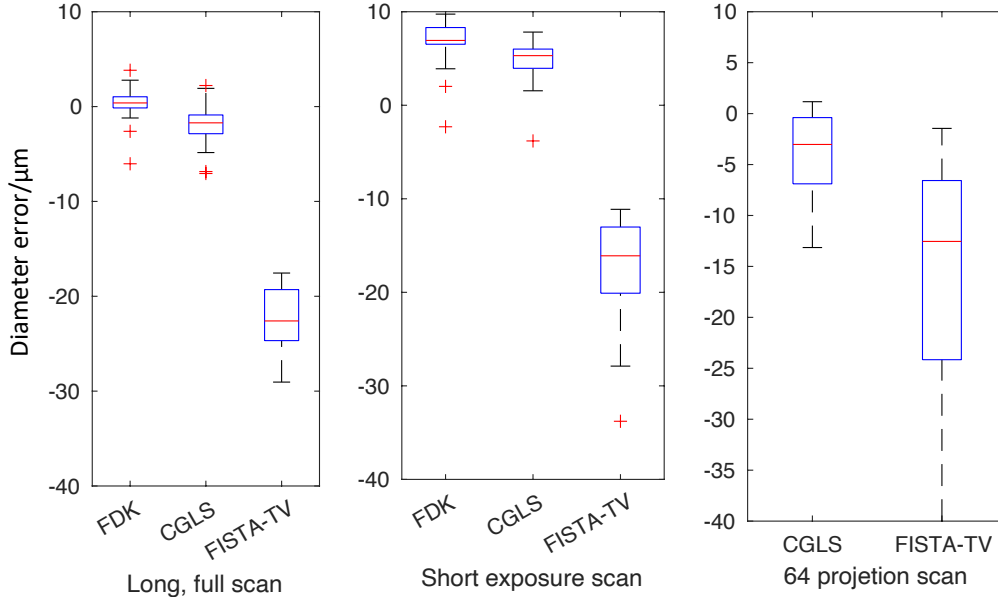 Diameter error/μm
10
0
-10
-20
-30
-40
FDK
CGLS
FISTA-TV
Long, full scan
10
0
-10
-20
-30
-40
FDK
CGLS
FISTA-TV
Short exposure scan
10
5
0
-5
-10
-15
-20
-25
-30
-35
-40
CGLS FISTA-TV
64 projetion scan